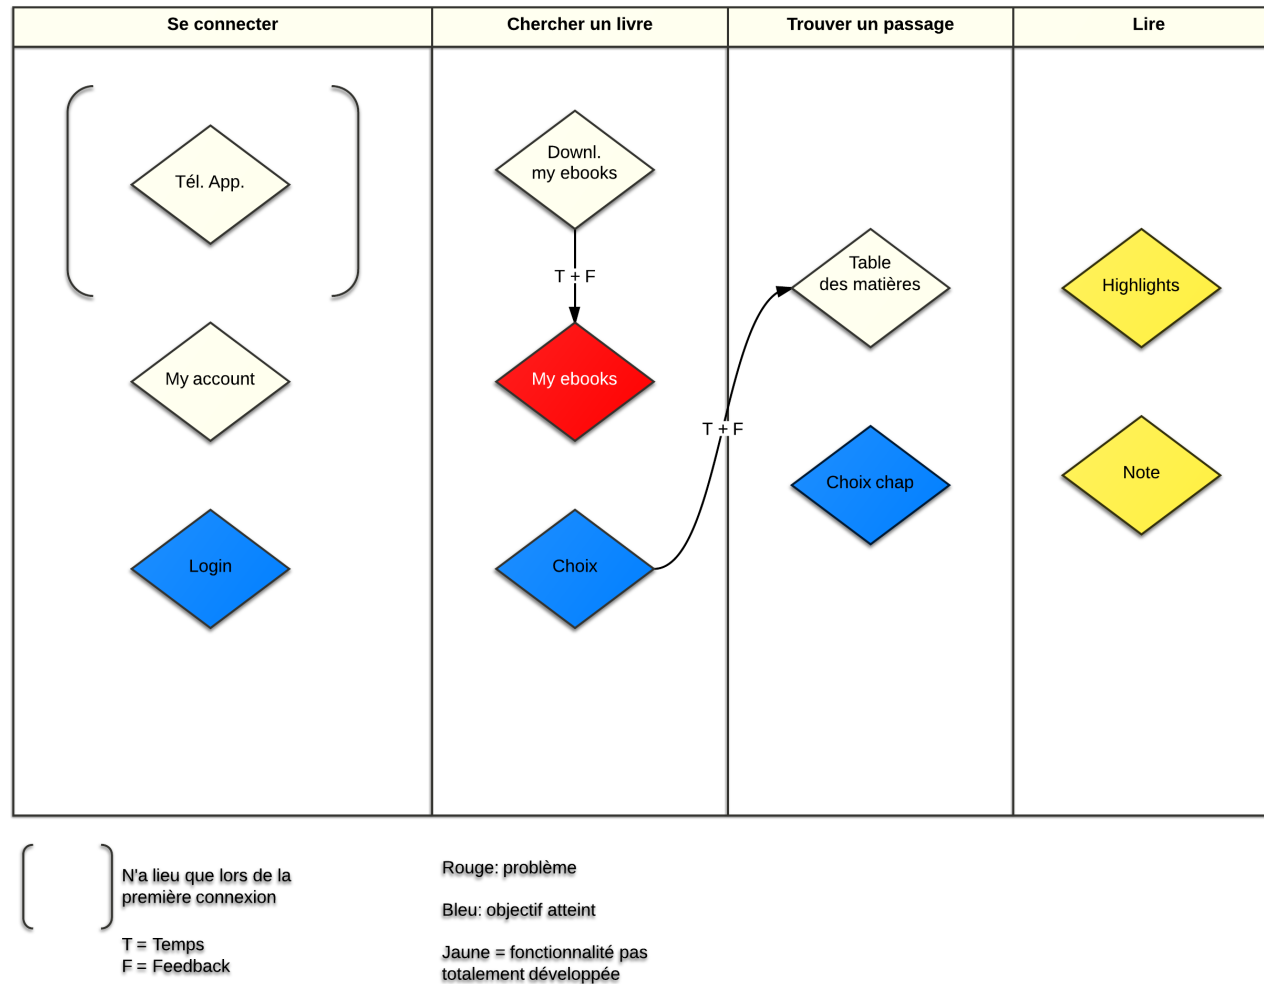 Se connecter
Chercher un livre
Trouver un passage
Lire
Tél. App.
My account
Login
Downl.
my ebooks
T + F
My ebooks
Choix
T + F
Table
des matières
Choix chap
Highlights
Note
N'a lieu que lors de la
première connexion
T = Temps
F = Feedback
Rouge: problème
Bleu: objectif atteint
Jaune = fonctionnalité pas
totalement développée